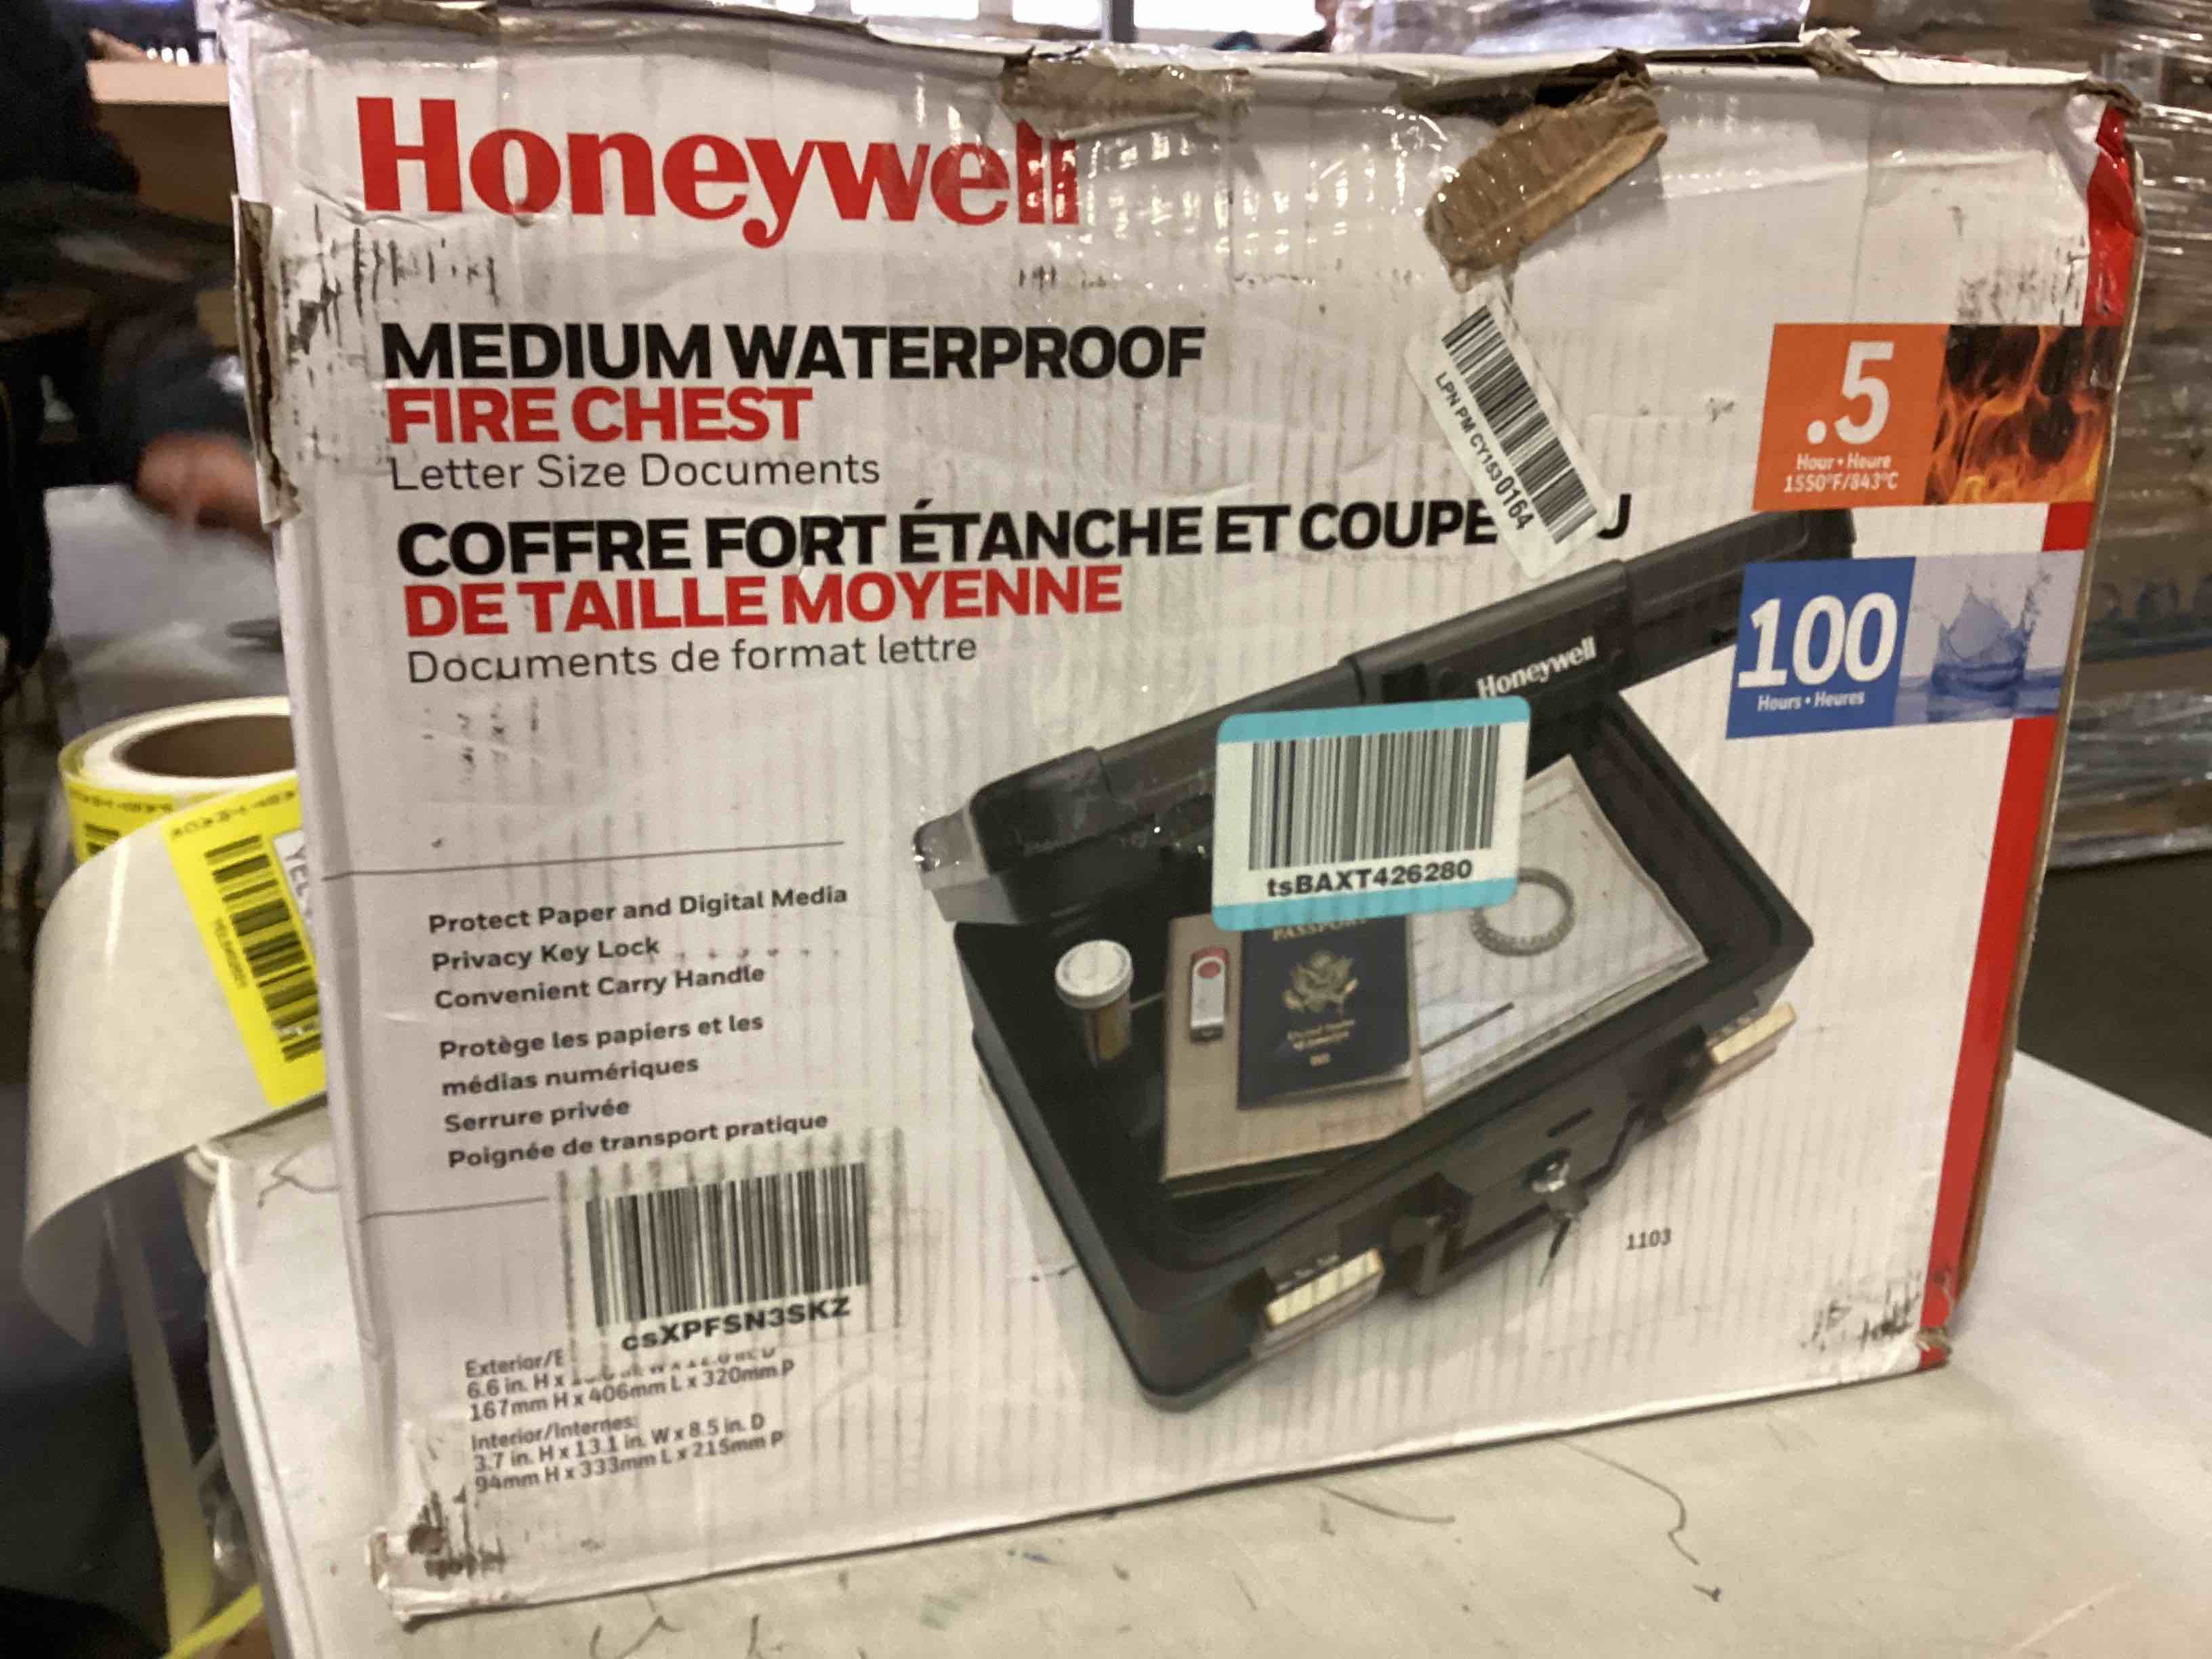 Honeywell
MEDIUM WATERPROOF
FIRE CHEST
Letter Size Documents
COFFRE FORT ÉTANCHE ET COUPE
DE TAILLE MOYENNE
Documents de format lettre
LPN PM CY1530164
.5
Hour • Heure
1550°F/843°C
100
Hours • Heures
Honeywell
tsBAXT426280
PASSPORT
Protect Paper and Digital Media
Privacy Key Lock
Convenient Carry Handle
Protège les papiers et les
médias numériques
Serrure privée
Poignée de transport pratique
csXPFSN3SKZ
1103
Exterior/E
6.6 in. H x
167mm H x 406mm L x 320mm P
Interior/Internes:
3.7 in. H x 13.1 in. W x 8.5 in. D
94mm H x 333mm L x 215mm P